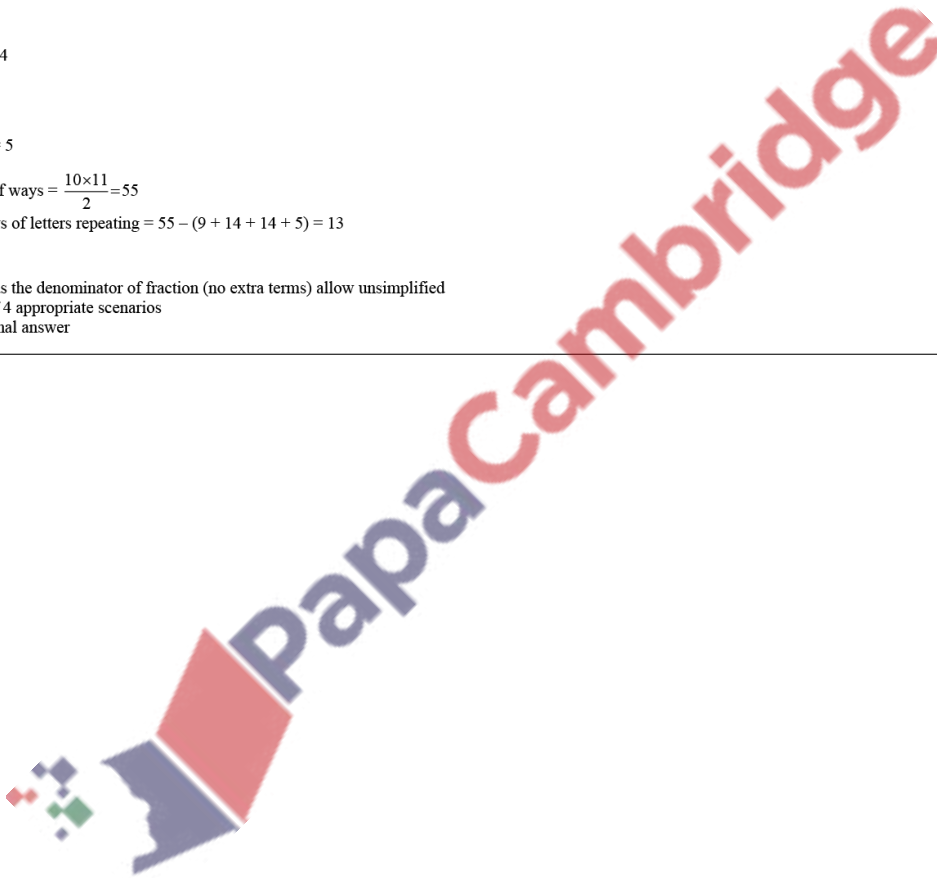 4
= 5
f ways = 10×11/2 =55
s of letters repeating = 55 – (9 + 14 + 14 + 5) = 13
s the denominator of fraction (no extra terms) allow unsimplified
4 appropriate scenarios
nal answer
PapaCambridge